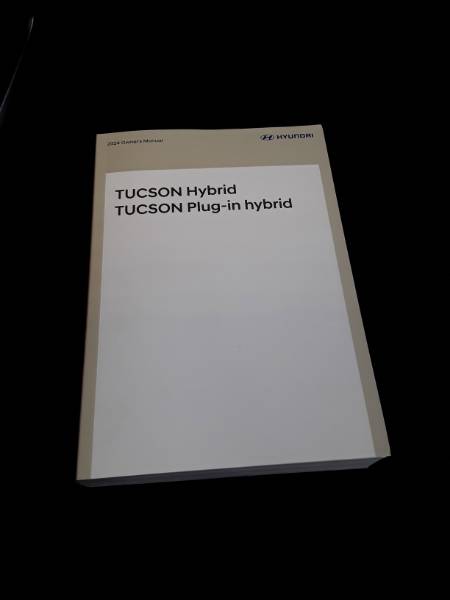 2024 Owner's Manual
HYUNDAI
TUCSON Hybrid
TUCSON Plug-in hybrid